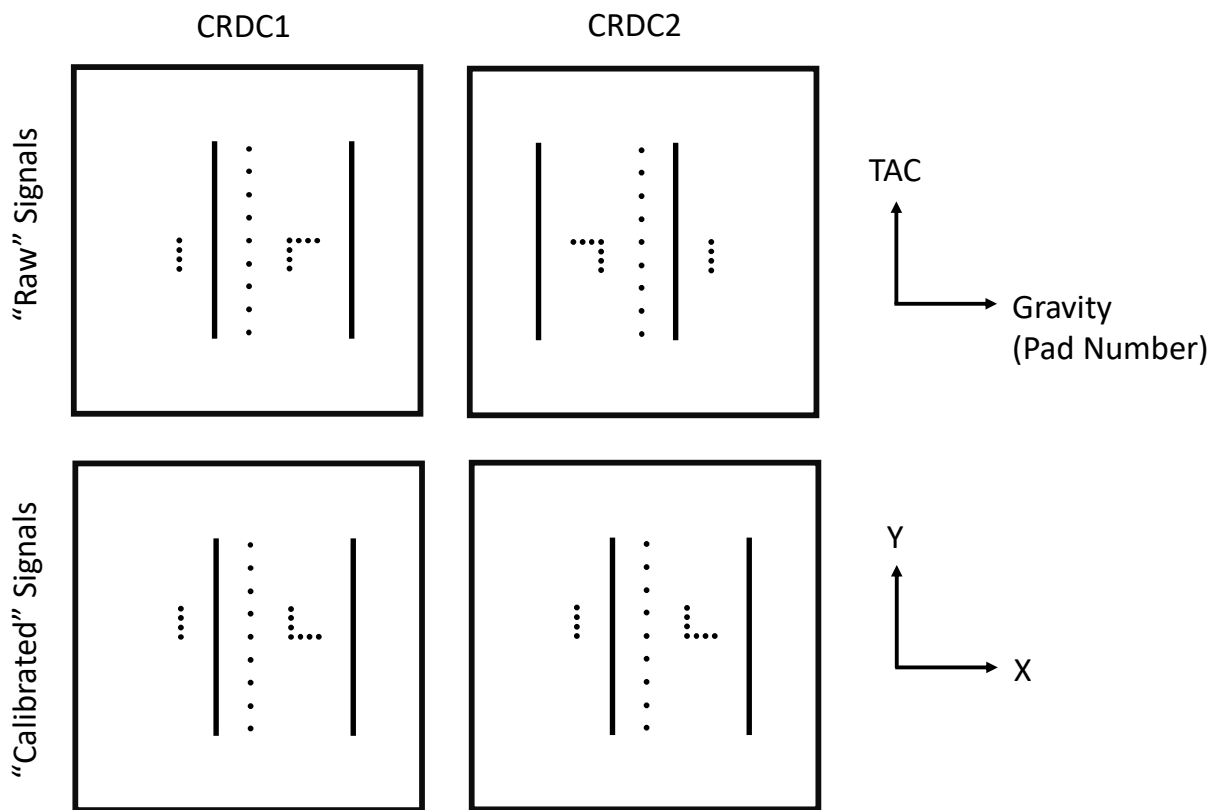 CRDC1
CRDC2
“Raw” Signals
TAC
Gravity
(Pad Number)
“Calibrated” Signals
Y
X